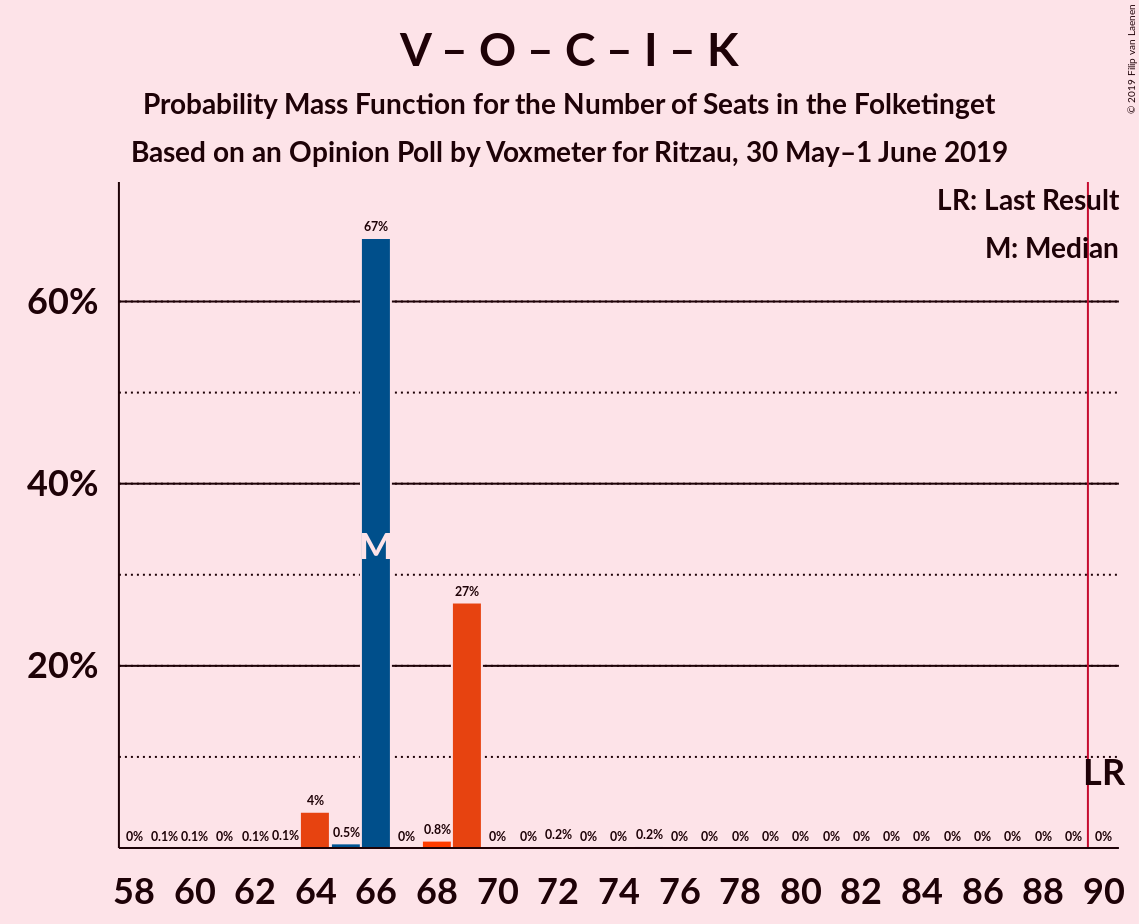 V – O – C – I – K
Probability Mass Function for the Number of Seats in the Folketinget
Based on an Opinion Poll by Voxmeter for Ritzau, 30 May–1 June 2019
© 2019 Filip van Laenen
LR: Last Result
M: Median
60%
40%
20%
0% 0.1% 0.1% 0% 0.1% 0.1% 4% 0.5% 67% 0% 0.8% 27% 0% 0% 0.2% 0% 0% 0.2% 0% 0% 0% 0% 0% 0% 0% 0% 0% 0% 0% 0% 0% 0% 0%
M
LR
58 60 62 64 66 68 70 72 74 76 78 80 82 84 86 88 90